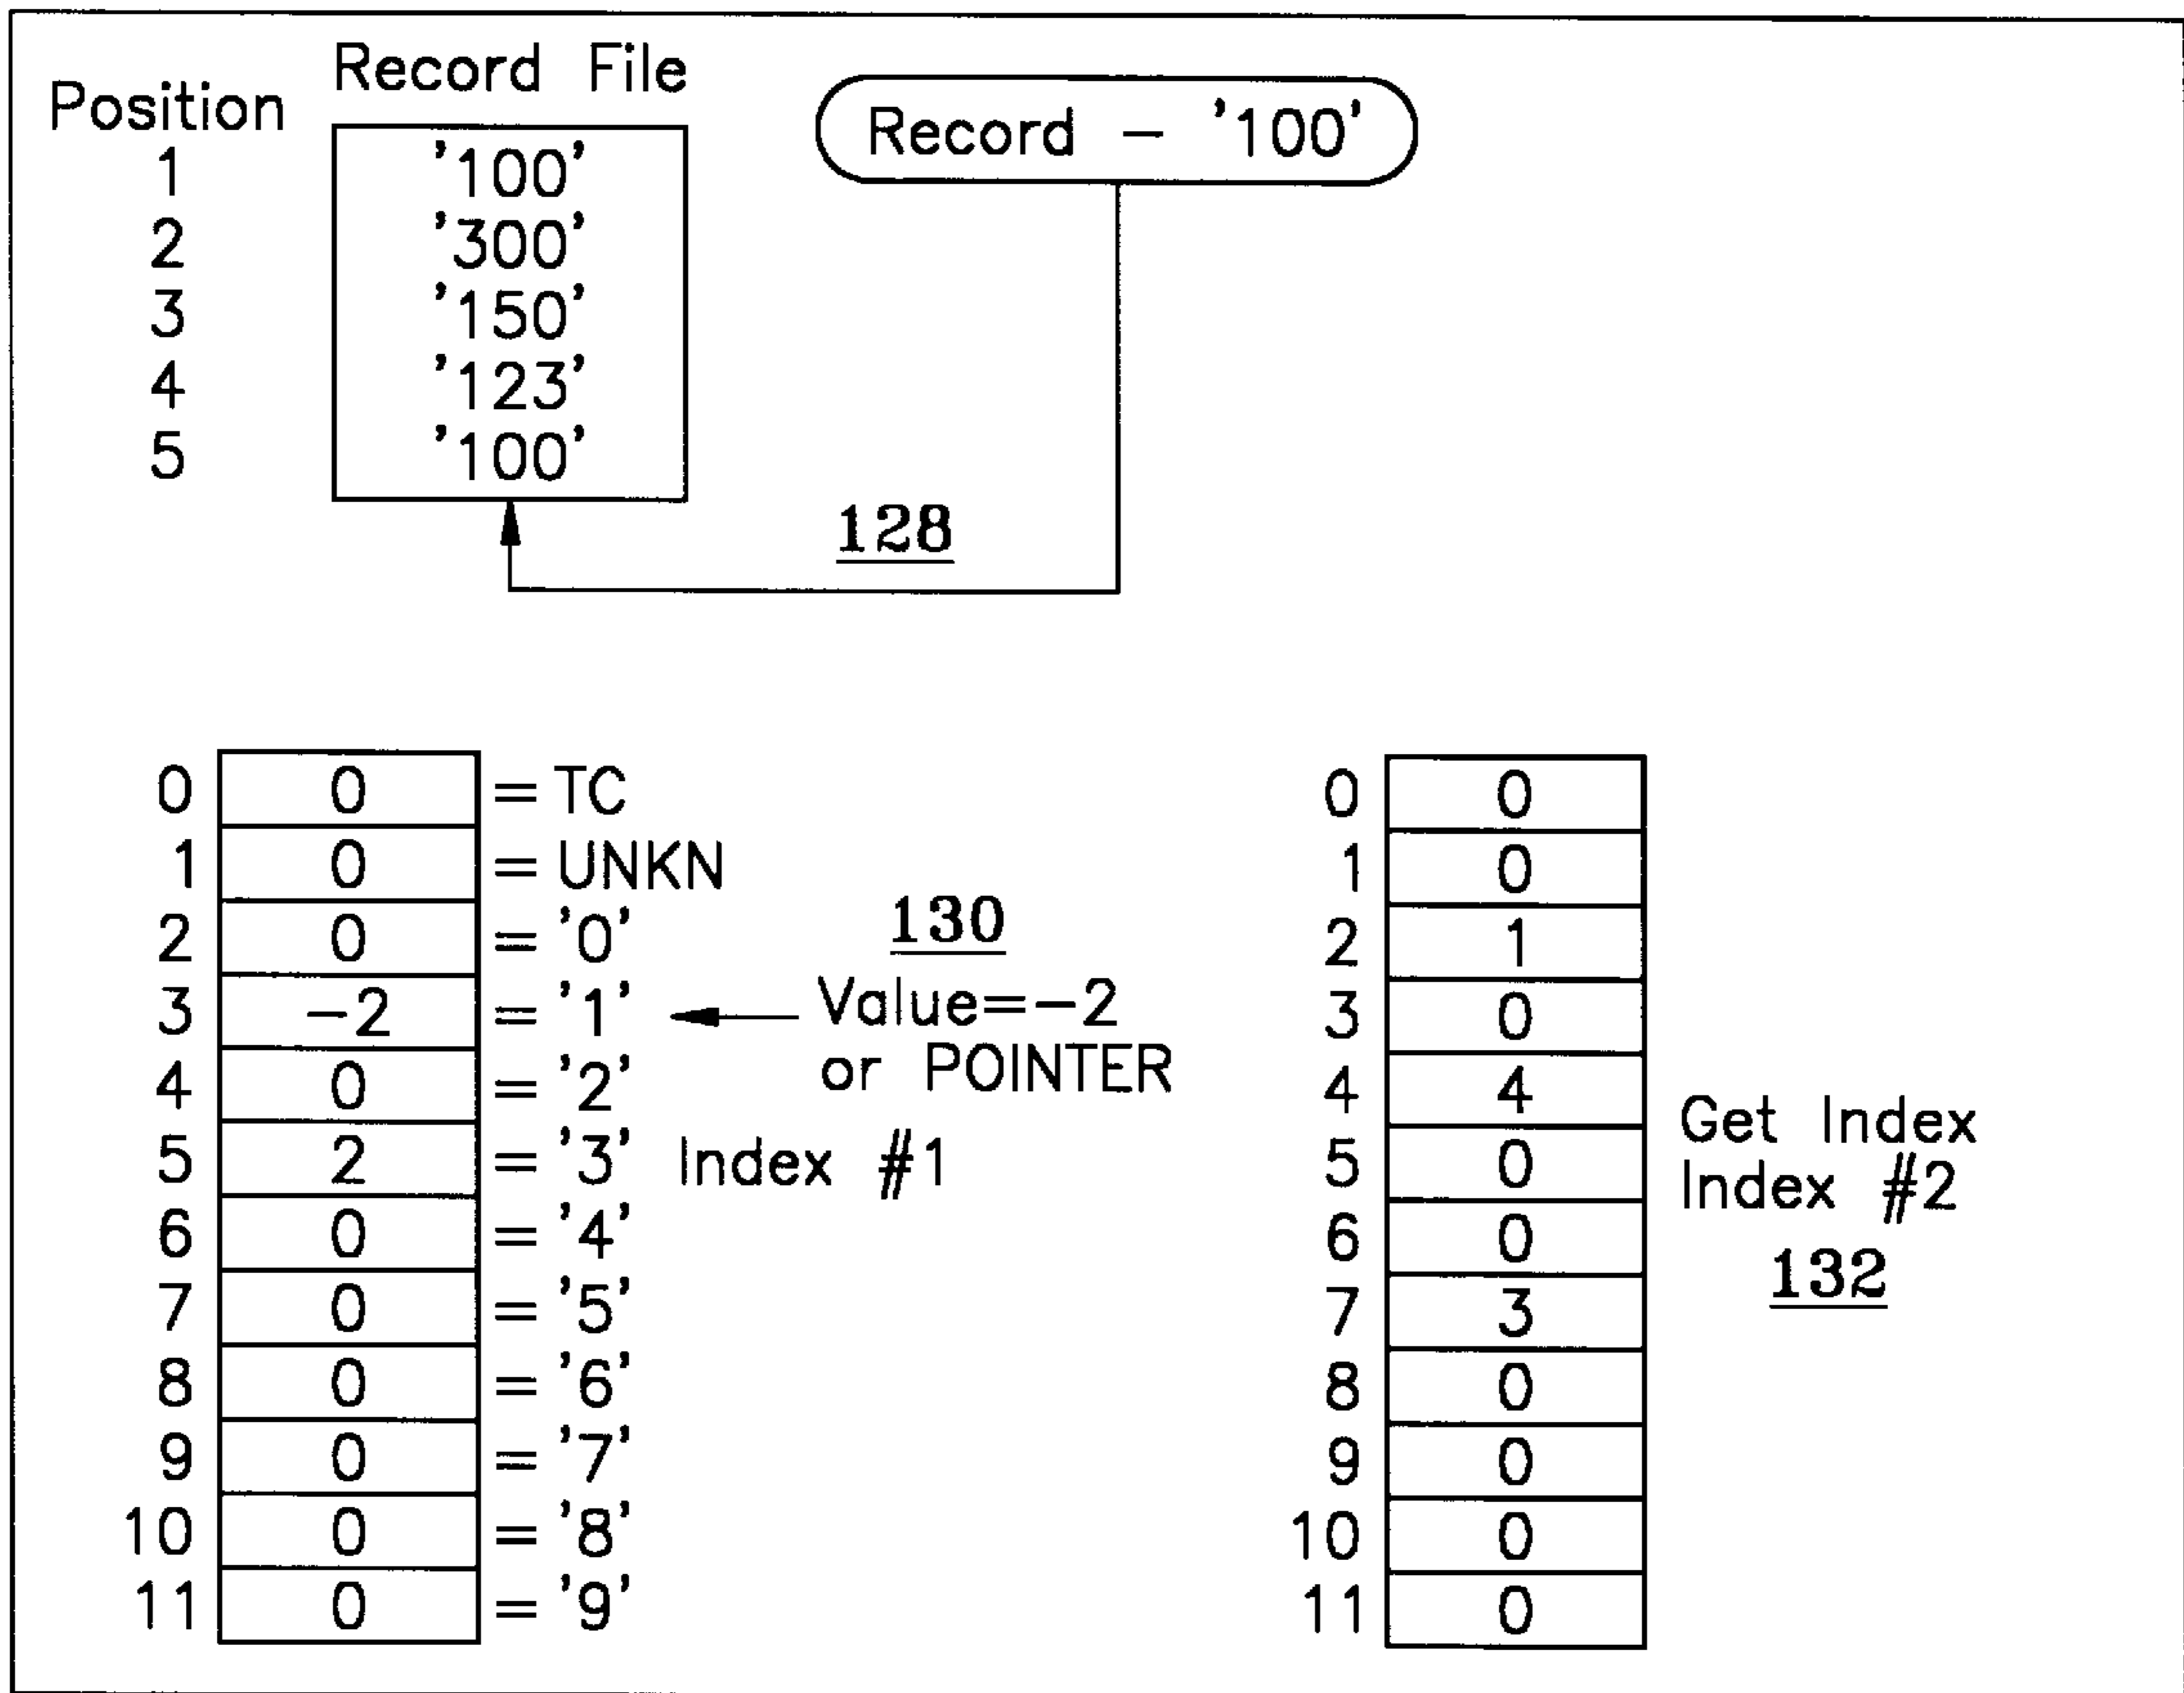 Record File
Position
Record – '100'
1 '100'
2 '300'
3 '150'
4 '123'
5 '100'
128
0 0 = TC
1 0 = UNKN
2 0 = '0'
3 -2 = '1'
4 0 = '2'
5 2 = '3'
6 0 = '4'
7 0 = '5'
8 0 = '6'
9 0 = '7'
10 0 = '8'
11 0 = '9'
130
Value=-2
or POINTER
Index #1
0 0
1 0
2 1
3 0
4 4
5 0
6 0
7 3
8 0
9 0
10 0
11 0
Get Index
Index #2
132